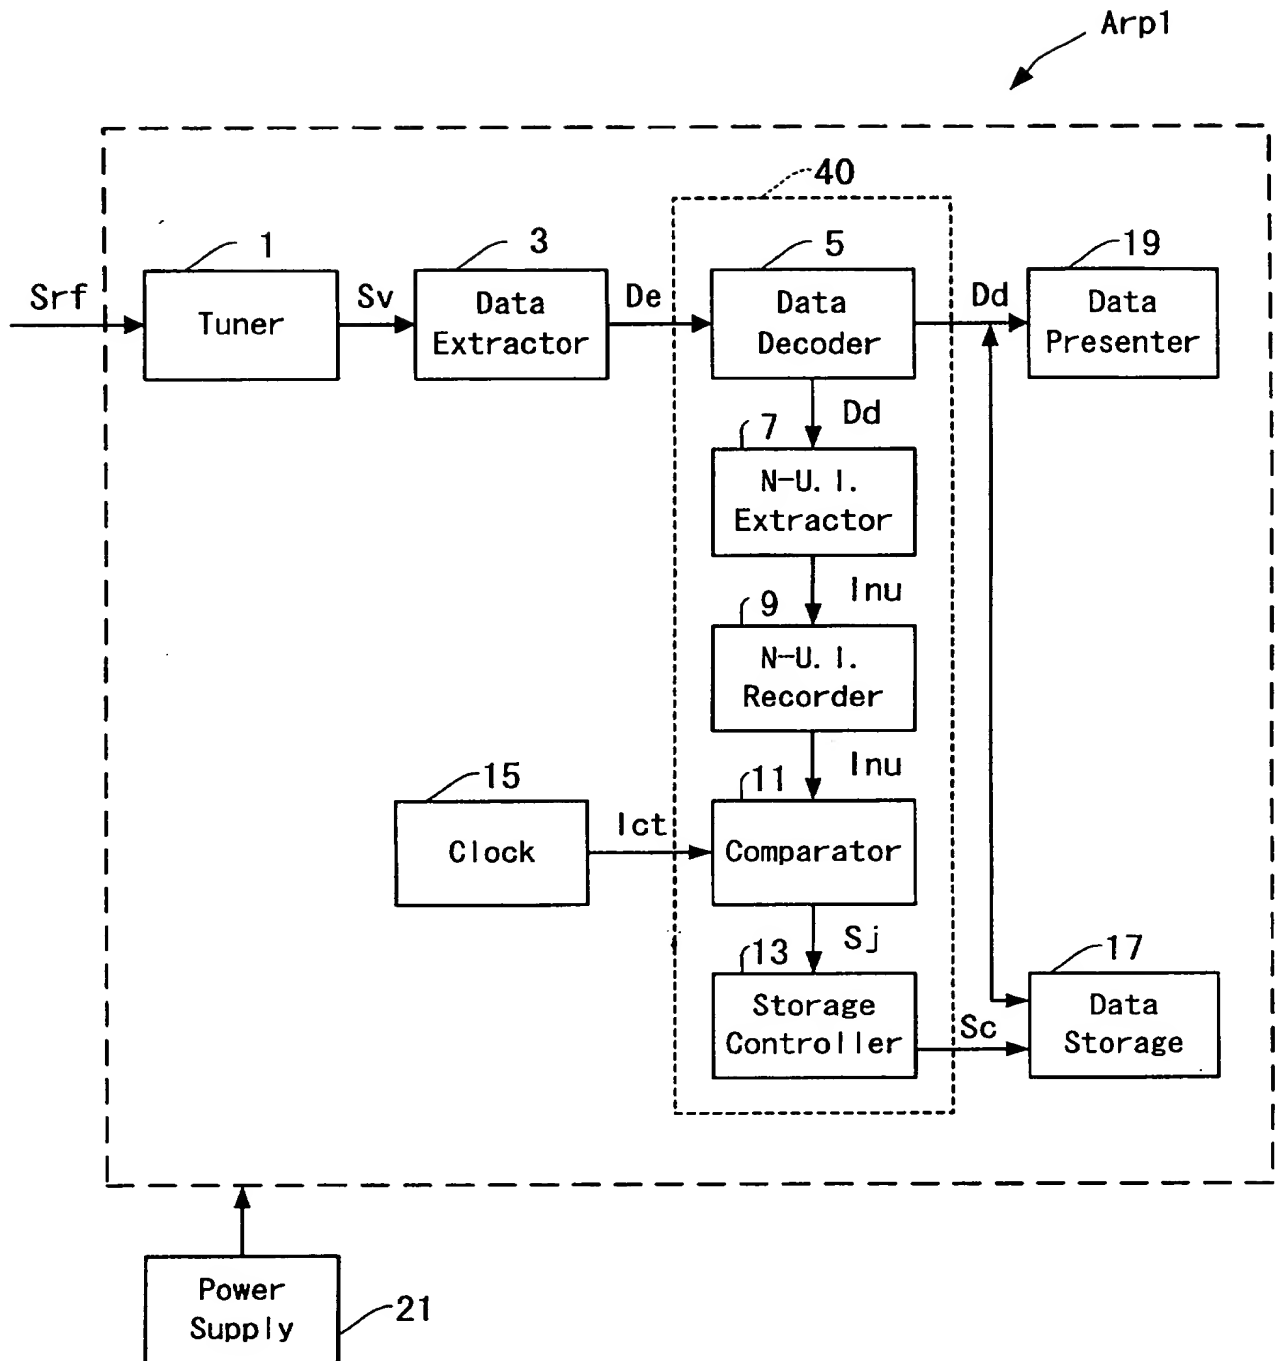 Arp1
40
1
3
5
19
Srf
Tuner
Sv
Data
Extractor
De
Data
Decoder
Dd
Data
Presenter
Dd
7
N-U.I.
Extractor
Inu
9
N-U.I.
Recorder
Inu
15
Clock
Ict
11
Comparator
Sj
13
Storage
Controller
Sc
17
Data
Storage
Power
Supply
21